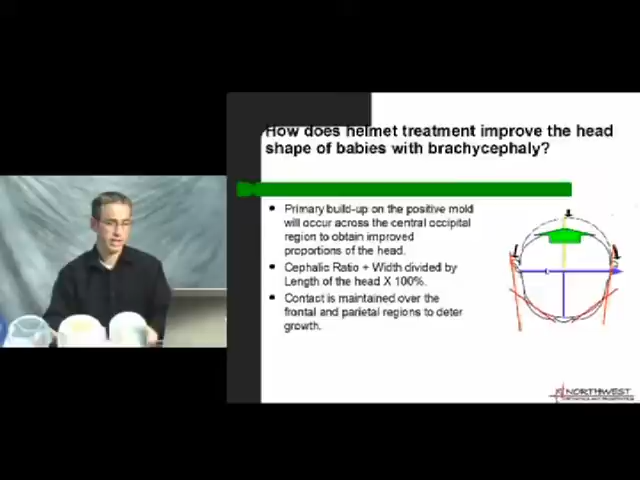 How does helmet treatment improve the head
shape of babies with brachycephaly?
Primary build-up on the positive mold
will occur across the central occipital
region to obtain improved
proportions of the head.
Cephalic Ratio + Width divided by
Length of the head X 100%.
Contact is maintained over the
frontal and parietal regions to deter
growth.
NORTHWEST